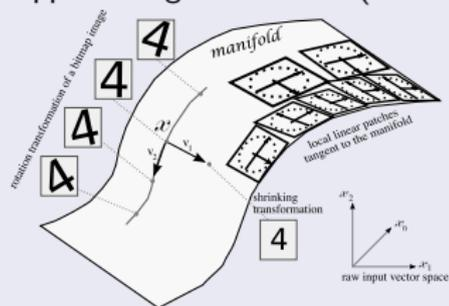 manifold
rotation transformation of a bitmap image
4
4
4
4
x
v₁
v₂
local linear patches
tangent to the manifold
shrinking
transformation
4
x₂
xₙ
x₁
raw input vector space